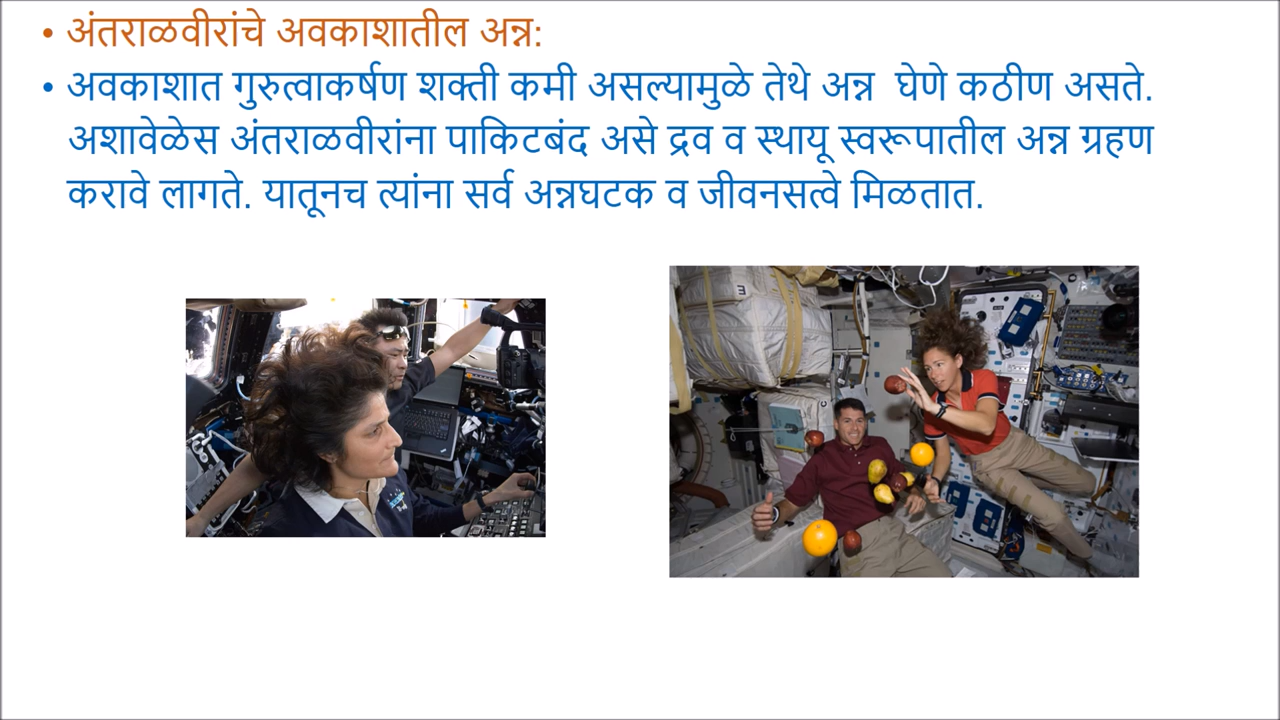 • अंतराळवीरांचे अवकाशातील अन्न:
• अवकाशात गुरुत्वाकर्षण शक्ती कमी असल्यामुळे तेथे अन्न घेणे कठीण असते.
अशावेळेस अंतराळवीरांना पाकिटबंद असे द्रव व स्थायू स्वरूपातील अन्न ग्रहण
करावे लागते. यातूनच त्यांना सर्व अन्नघटक व जीवनसत्वे मिळतात.